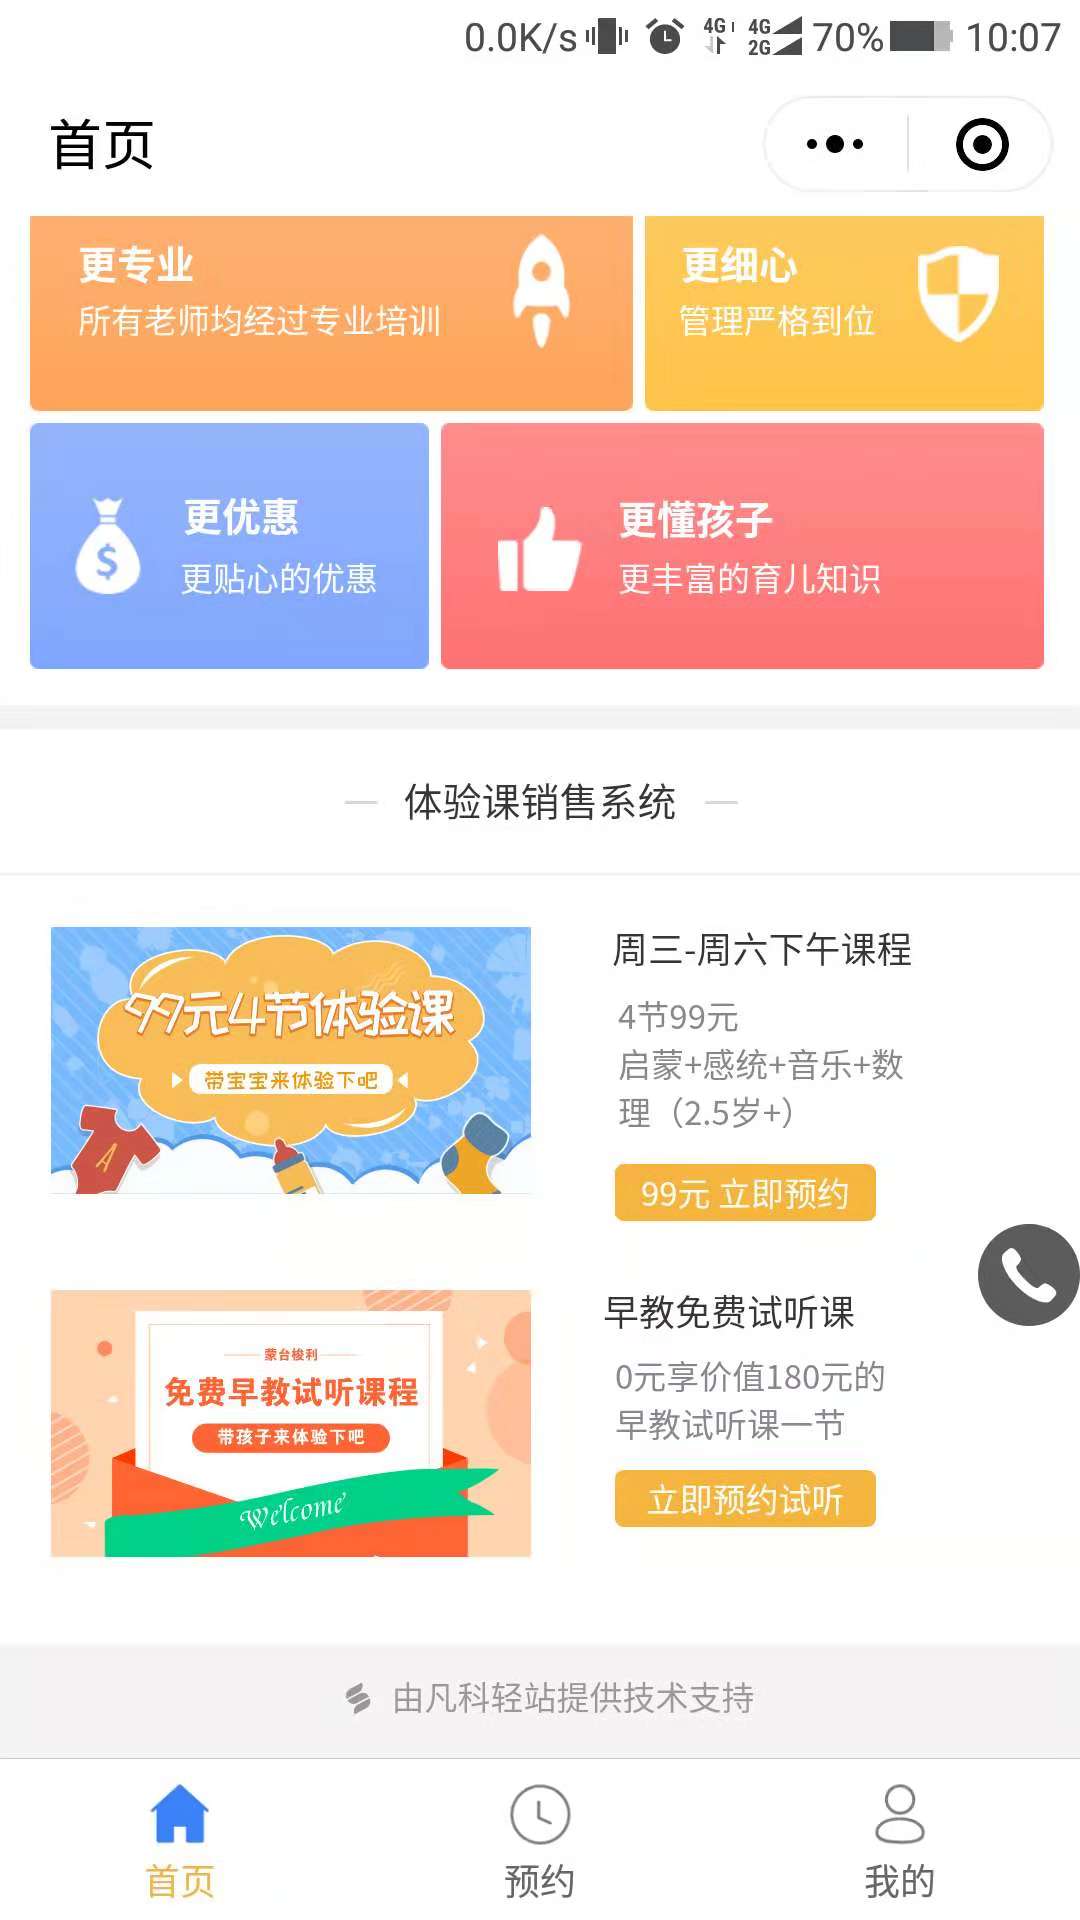 0.0K/s 4G 4G 2G 70% 10:07
首页
更专业
所有老师均经过专业培训
更细心
管理严格到位
更优惠
更贴心的优惠
更懂孩子
更丰富的育儿知识
体验课销售系统
99元4节体验课
带宝宝来体验下吧
周三-周六下午课程
4节99元
启蒙+感统+音乐+数
理（2.5岁+）
99元 立即预约
蒙台梭利
免费早教试听课程
带孩子来体验下吧
Welcome
早教免费试听课
0元享价值180元的
早教试听课一节
立即预约试听
由凡科轻站提供技术支持
首页
预约
我的